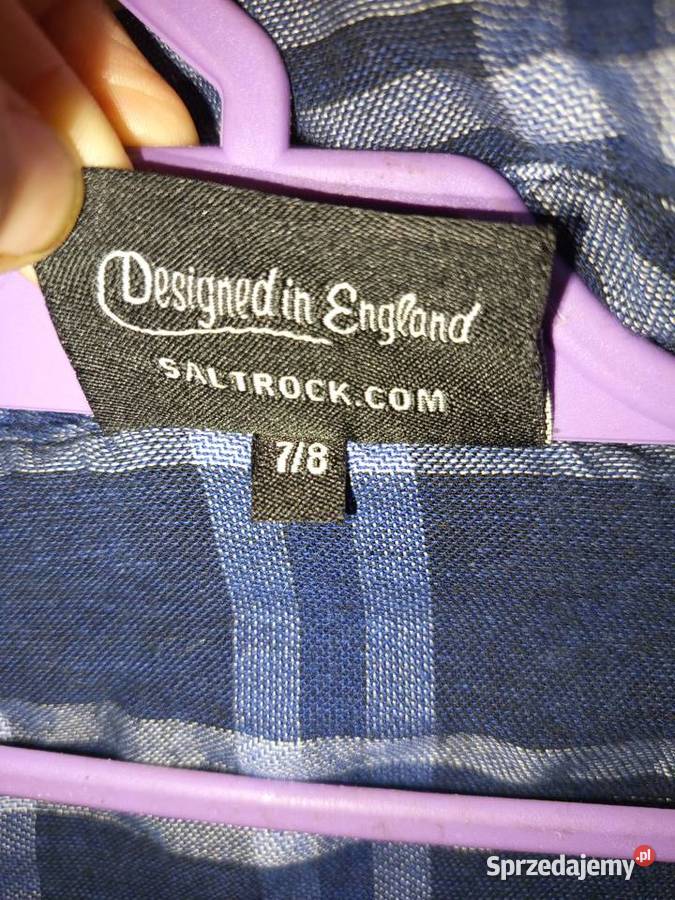 Designed in England
SALTROCK.COM
7/8
Sprzedajemy.pl